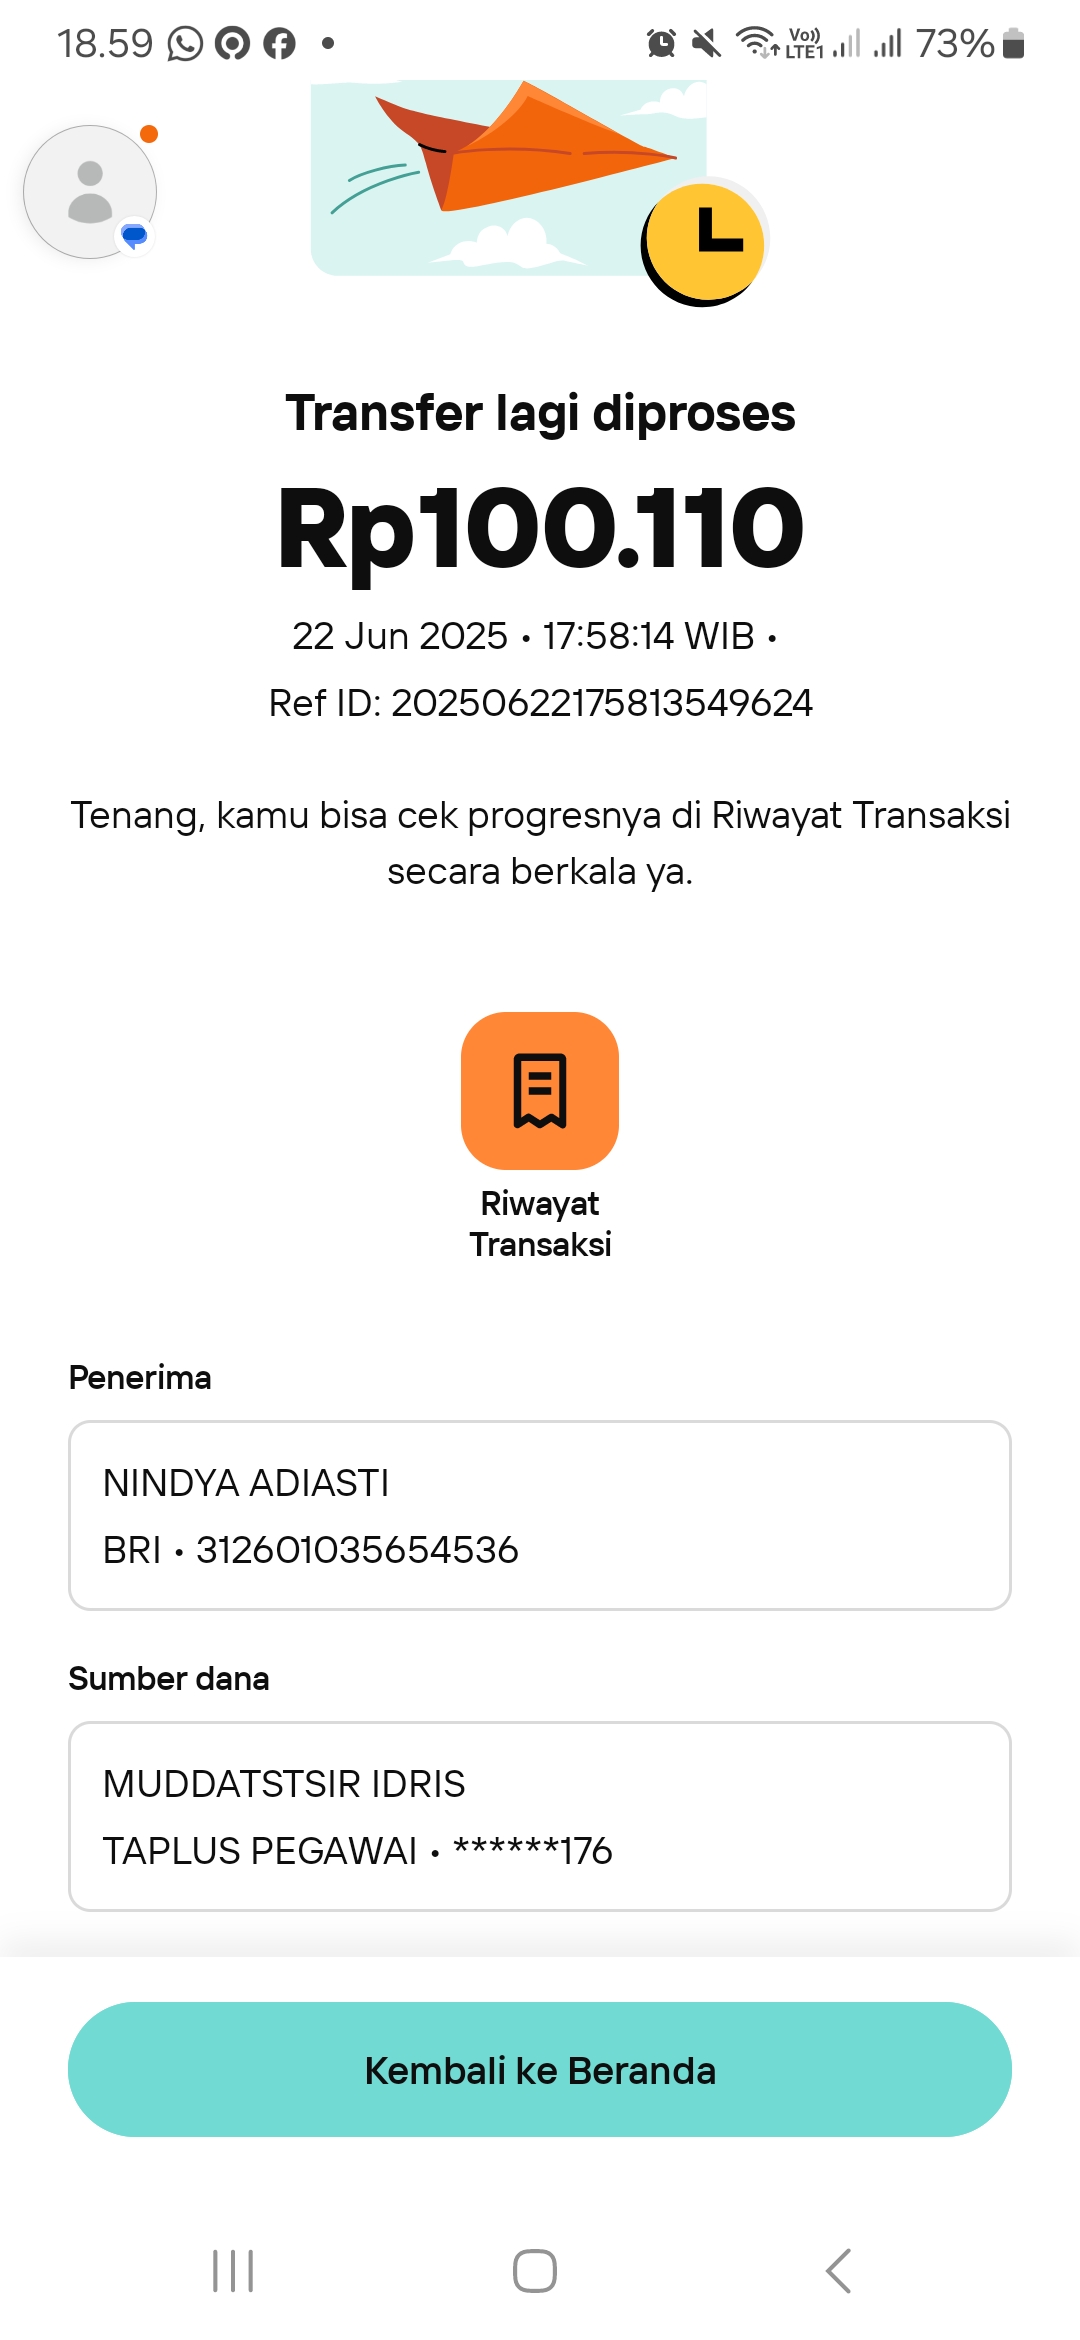 18.59
Vo))
LTE1
73%
Transfer lagi diproses
Rp100.110
22 Jun 2025 • 17:58:14 WIB •
Ref ID: 20250622175813549624
Tenang, kamu bisa cek progresnya di Riwayat Transaksi
secara berkala ya.
Riwayat
Transaksi
Penerima
NINDYA ADIASTI
BRI • 312601035654536
Sumber dana
MUDDATSTSIR IDRIS
TAPLUS PEGAWAI • ******176
Kembali ke Beranda